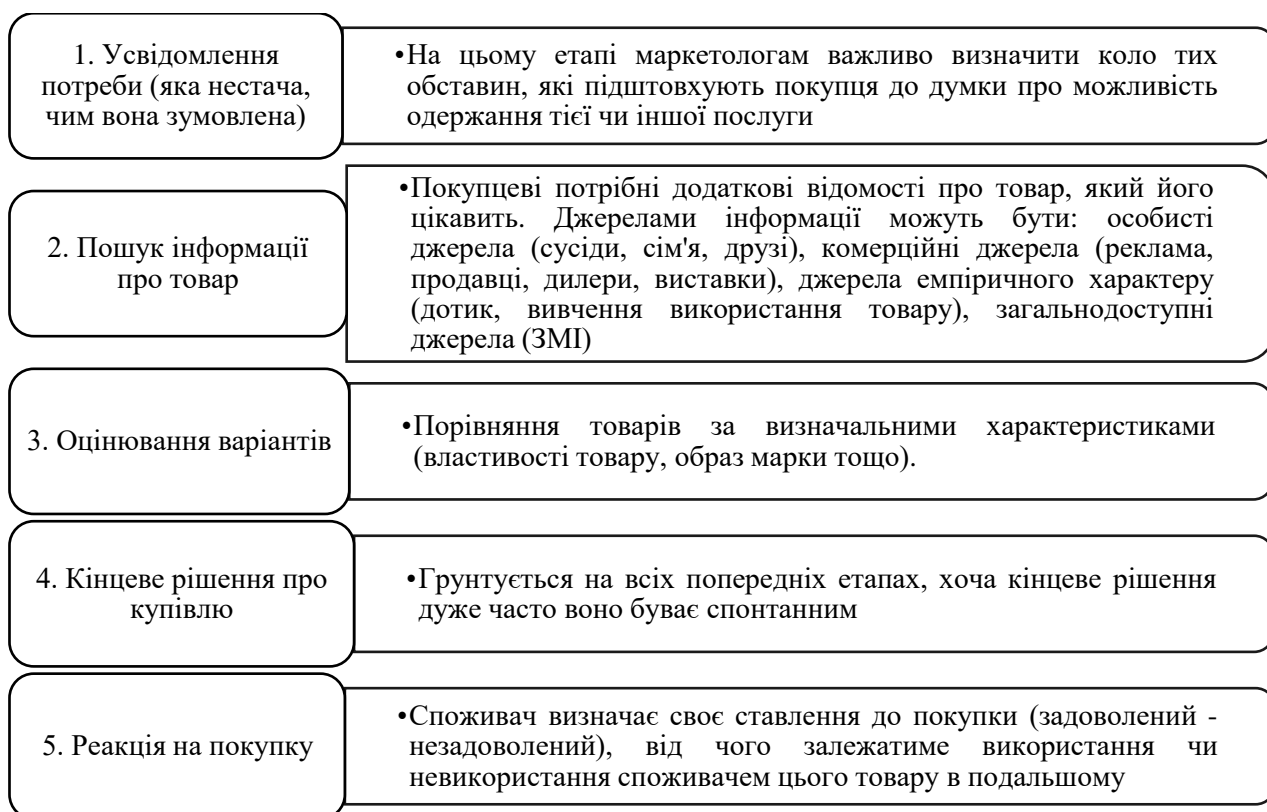 1. Усвідомлення
потреби (яка нестача,
чим вона зумовлена)
•На цьому етапі маркетологам важливо визначити коло тих
обставин, які підштовхують покупця до думки про можливість
одержання тієї чи іншої послуги
2. Пошук інформації
про товар
•Покупцеві потрібні додаткові відомості про товар, який його
цікавить. Джерелами інформації можуть бути: особисті
джерела (сусіди, сім'я, друзі), комерційні джерела (реклама,
продавці, дилери, виставки), джерела емпіричного характеру
(дотик, вивчення використання товару), загальнодоступні
джерела (ЗМІ)
3. Оцінювання варіантів
•Порівняння товарів за визначальними характеристиками
(властивості товару, образ марки тощо).
4. Кінцеве рішення про
купівлю
•Грунтується на всіх попередніх етапах, хоча кінцеве рішення
дуже часто воно буває спонтанним
5. Реакція на покупку
•Споживач визначає своє ставлення до покупки (задоволений -
незадоволений), від чого залежатиме використання чи
невикористання споживачем цього товару в подальшому